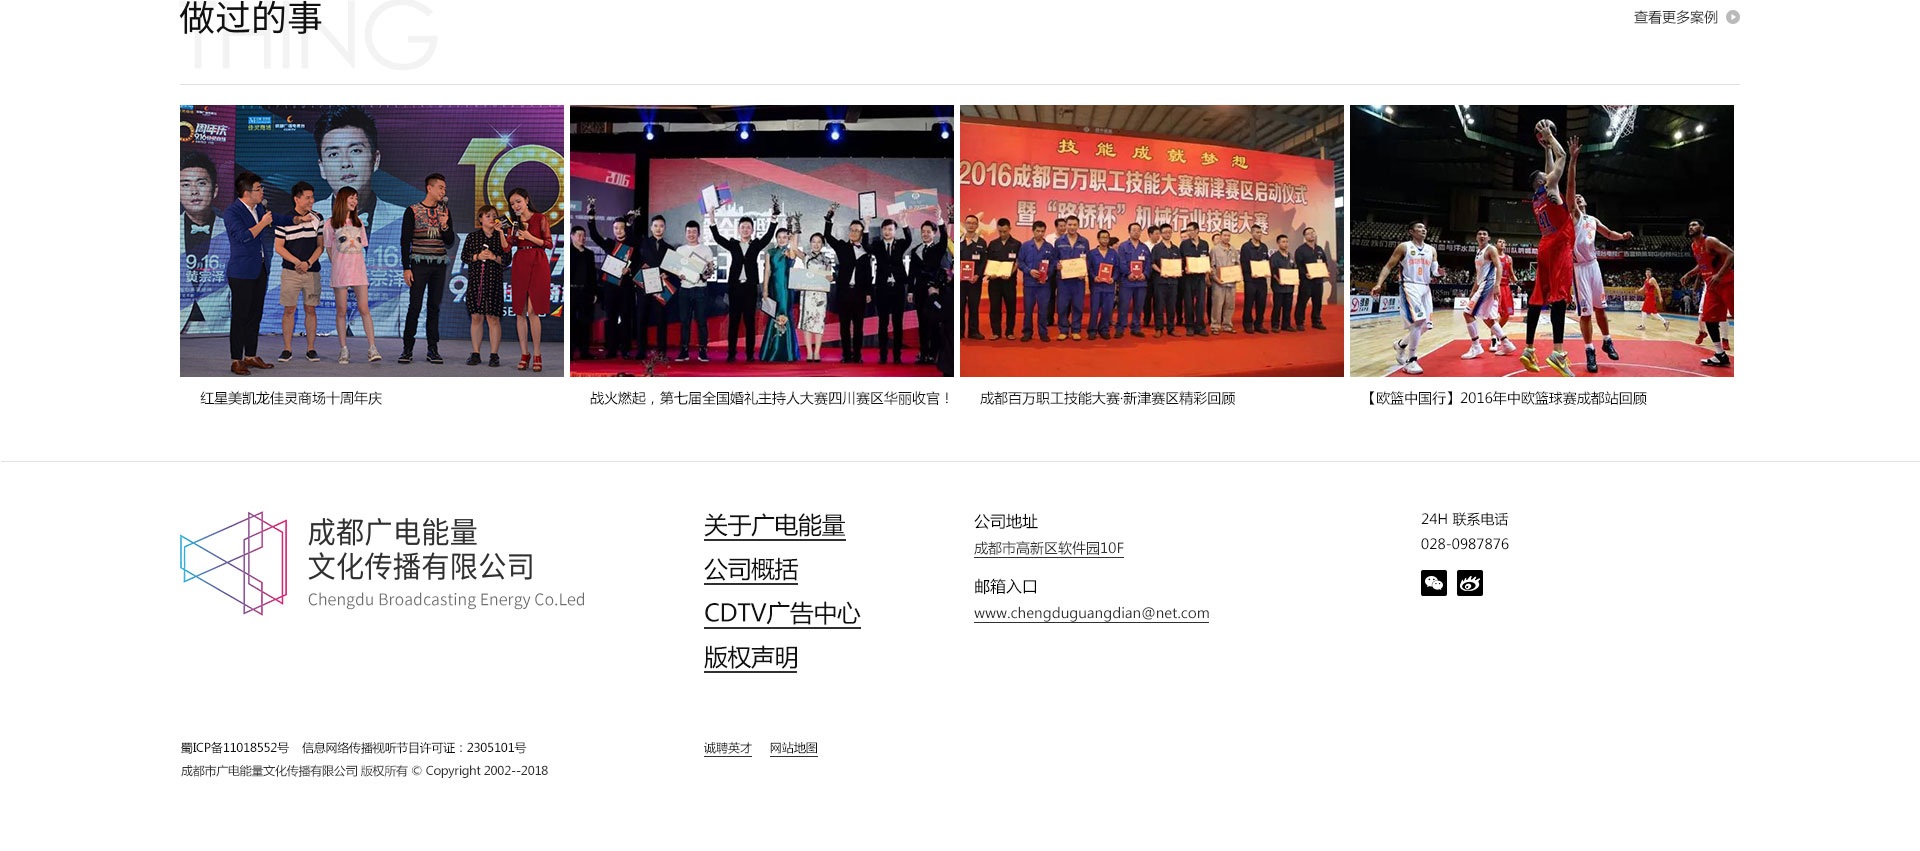 做过的事
THING
查看更多案例
10
9.16
黄宗泽
2016
技能成就梦想
2016成都百万职工技能大赛新津赛区启动仪式
暨“路桥杯”机械行业技能大赛
红星美凯龙佳灵商场十周年庆
战火燃起，第七届全国婚礼主持人大赛四川赛区华丽收官！
成都百万职工技能大赛·新津赛区精彩回顾
【欧篮中国行】2016年中欧篮球赛成都站回顾
成都广电能量
文化传播有限公司
Chengdu Broadcasting Energy Co.Led
关于广电能量
公司概括
CDTV广告中心
版权声明
公司地址
成都市高新区软件园10F
邮箱入口
www.chengduguangdian@net.com
24H 联系电话
028-0987876
蜀ICP备11018552号 信息网络传播视听节目许可证：2305101号
成都市广电能量文化传播有限公司 版权所有 © Copyright 2002--2018
诚聘英才 网站地图